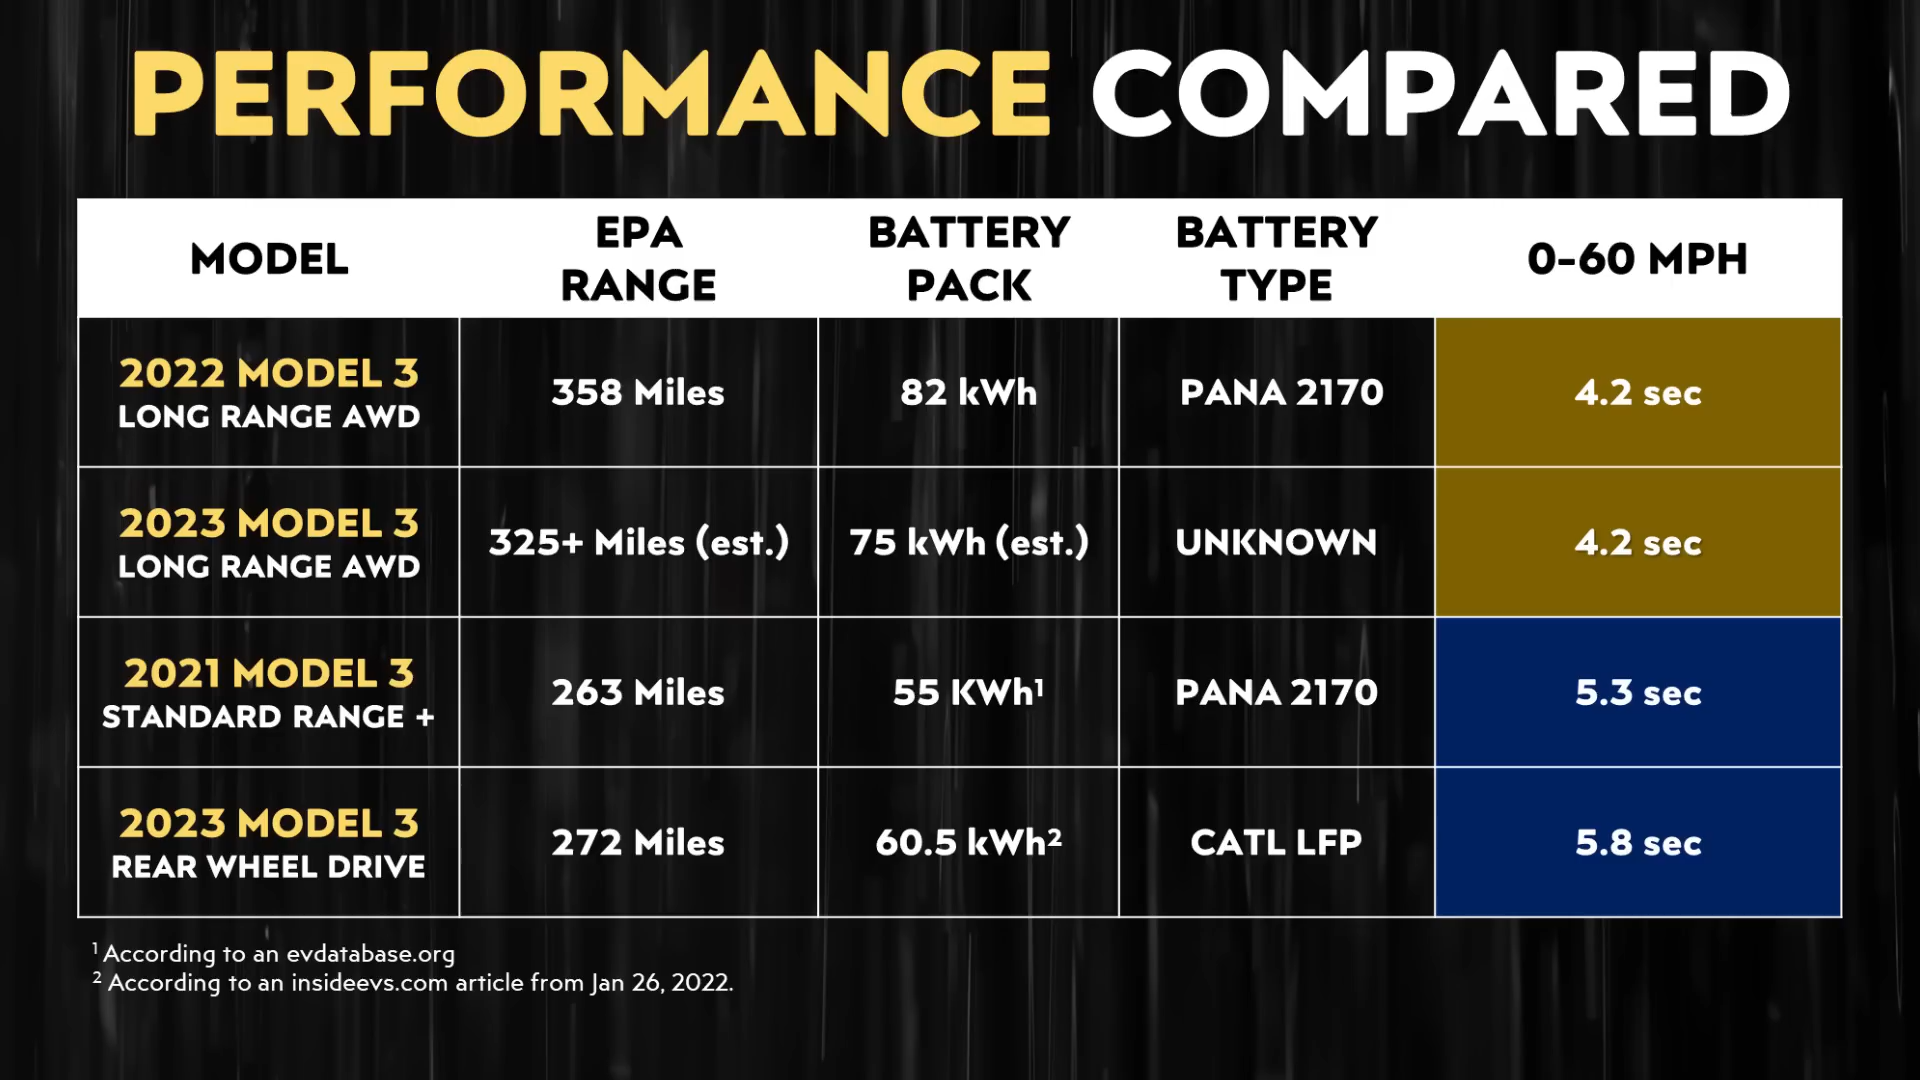 PERFORMANCE COMPARED
MODEL
EPA
RANGE
BATTERY
PACK
BATTERY
TYPE
0-60 MPH
2022 MODEL 3
LONG RANGE AWD
358 Miles
82 kWh
PANA 2170
4.2 sec
2023 MODEL 3
LONG RANGE AWD
325+ Miles (est.)
75 kWh (est.)
UNKNOWN
4.2 sec
2021 MODEL 3
STANDARD RANGE +
263 Miles
55 KWh¹
PANA 2170
5.3 sec
2023 MODEL 3
REAR WHEEL DRIVE
272 Miles
60.5 kWh²
CATL LFP
5.8 sec
¹ According to an evdatabase.org
² According to an insideevs.com article from Jan 26, 2022.